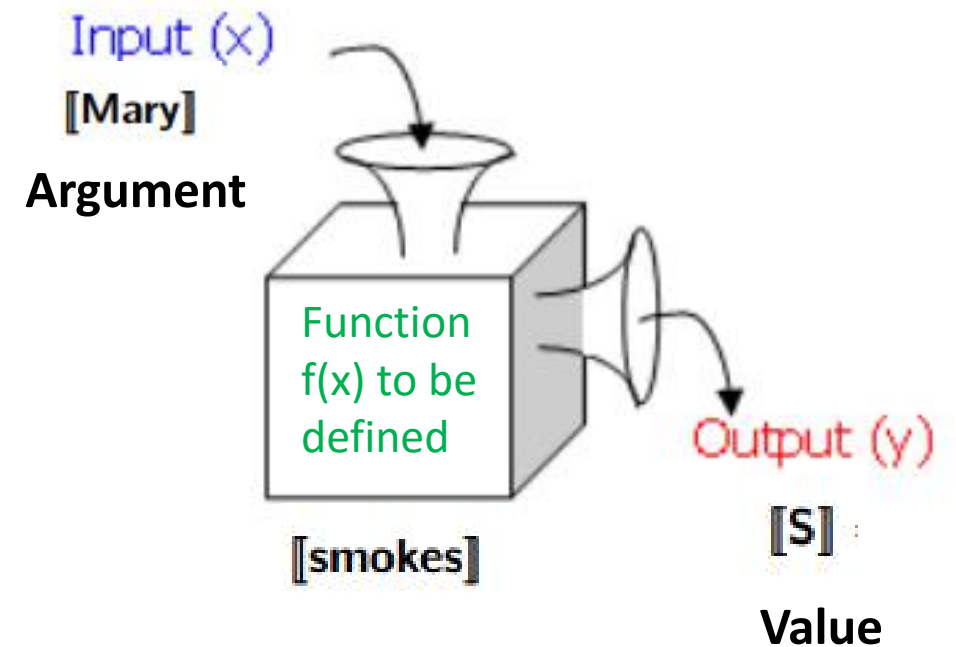 Input (x)
⟦Mary⟧
Argument
Function
f(x) to be
defined
⟦smokes⟧
Output (y)
⟦S⟧ :
Value